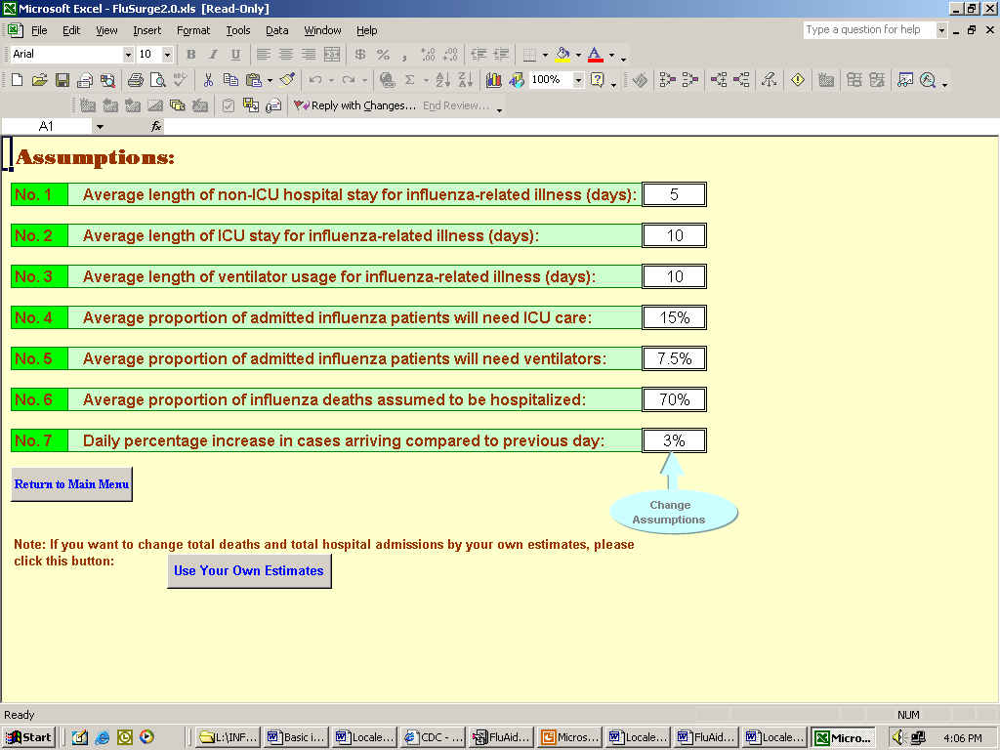 Microsoft Excel - FluSurge2.0.xls [Read-Only]
File Edit View Insert Format Tools Data Window Help
Type a question for help
Arial 10 B I U $ % ,
100%
Reply with Changes... End Review...
A1 fx
Assumptions:
No. 1 Average length of non-ICU hospital stay for influenza-related illness (days): 5
No. 2 Average length of ICU stay for influenza-related illness (days): 10
No. 3 Average length of ventilator usage for influenza-related illness (days): 10
No. 4 Average proportion of admitted influenza patients will need ICU care: 15%
No. 5 Average proportion of admitted influenza patients will need ventilators: 7.5%
No. 6 Average proportion of influenza deaths assumed to be hospitalized: 70%
No. 7 Daily percentage increase in cases arriving compared to previous day: 3%
Return to Main Menu
Change
Assumptions
Note: If you want to change total deaths and total hospital admissions by your own estimates, please
click this button:
Use Your Own Estimates
Ready
NUM
Start L:\INF... Basic i... Locale... CDC - ... FluAid... Micros... Locale... FluAid... Locale... Micro... 4:06 PM